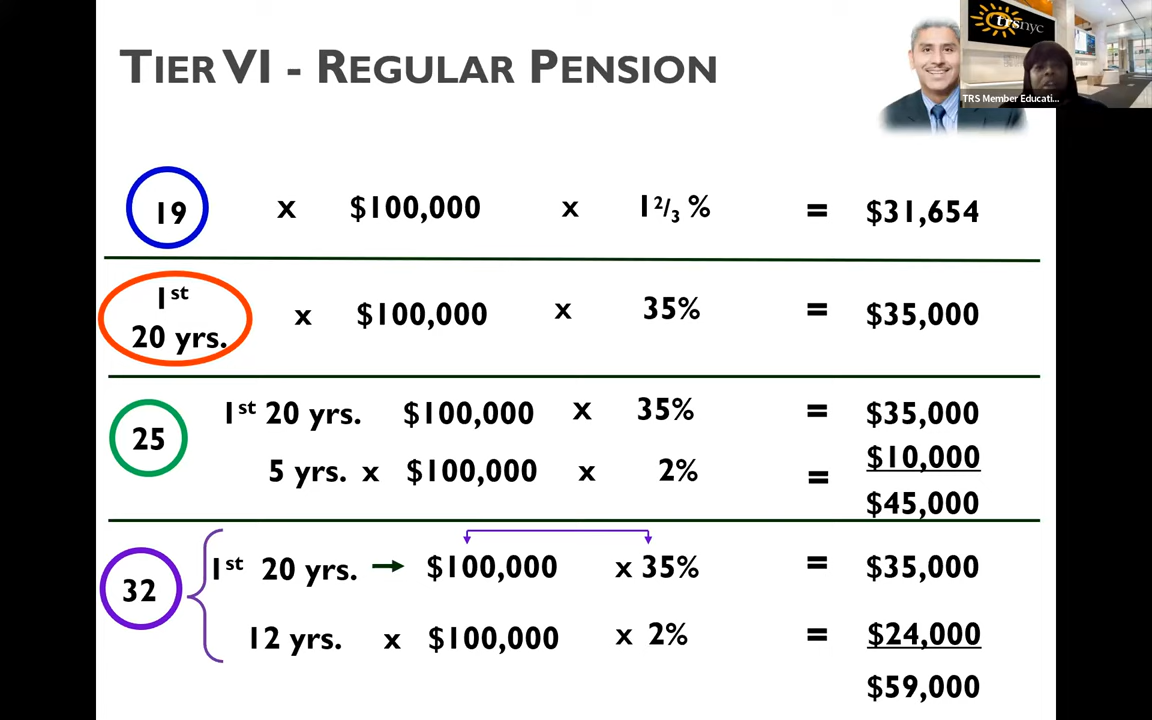 TIER VI - REGULAR PENSION
trsnyc
TRS Member Educati...
19 x $100,000 x 1 2/3 % = $31,654
1st
20 yrs. x $100,000 x 35% = $35,000
25 1st 20 yrs. $100,000 x 35% = $35,000
5 yrs. x $100,000 x 2% = $10,000
$45,000
32 1st 20 yrs. → $100,000 x 35% = $35,000
12 yrs. x $100,000 x 2% = $24,000
$59,000